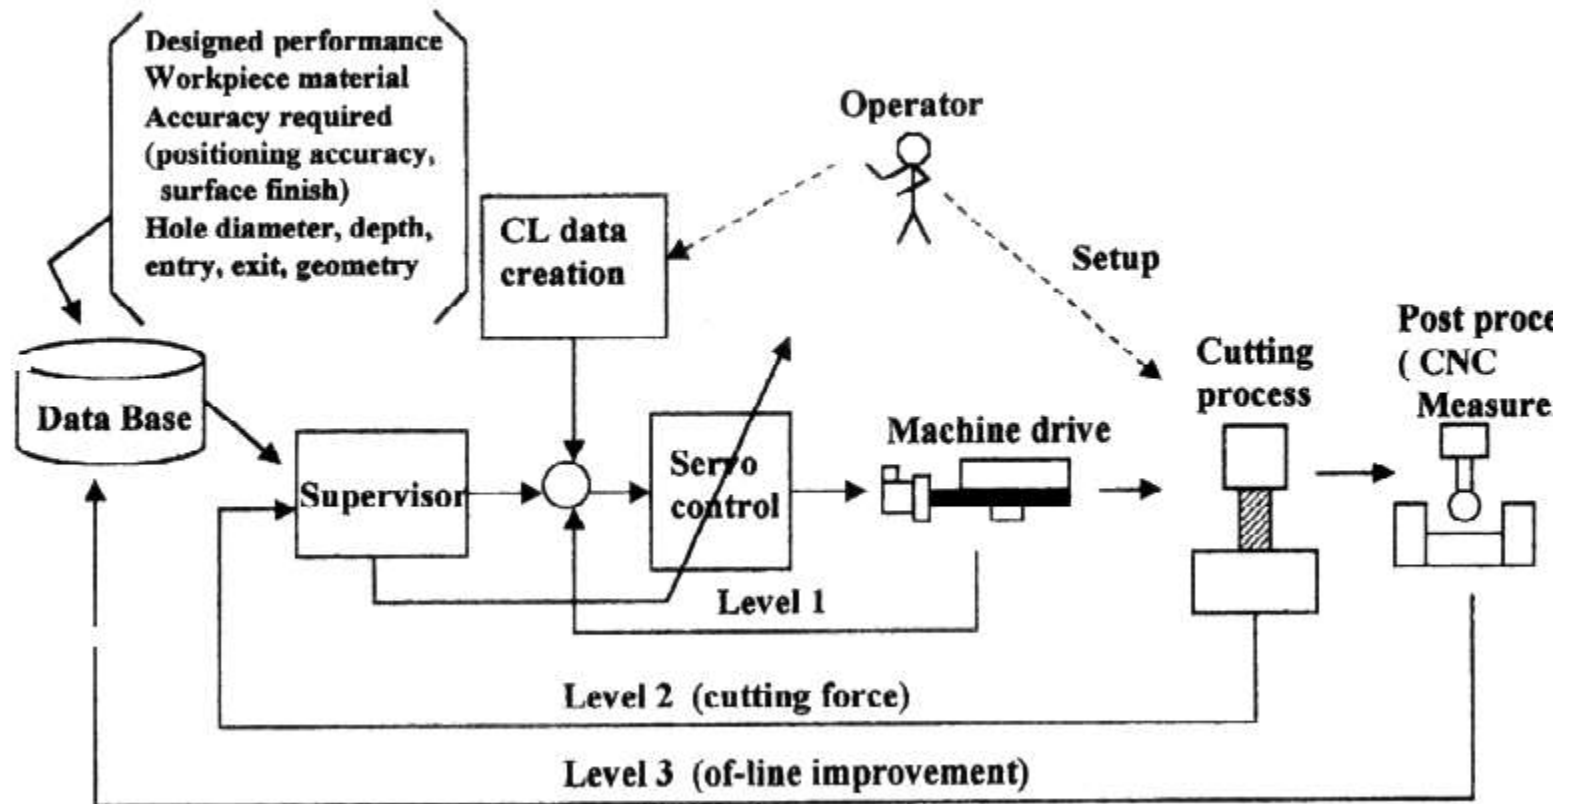 Designed performance
Workpiece material
Accuracy required
(positioning accuracy,
surface finish)
Hole diameter, depth,
entry, exit, geometry
Operator
CL data
creation
Setup
Post proce
( CNC
Measure
Cutting
process
Data Base
Machine drive
Servo
control
Supervisor
Level 1
Level 2 (cutting force)
Level 3 (of-line improvement)